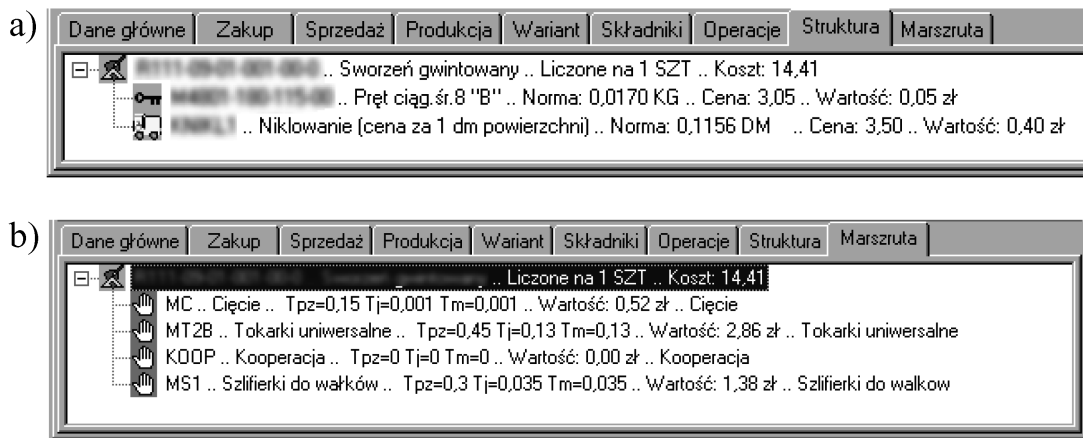 a)
Dane główne Zakup Sprzedaż Produkcja Wariant Składniki Operacje Struktura Marszruta
.. Sworzeń gwintowany .. Liczone na 1 SZT .. Koszt: 14,41
.. Pręt ciąg.śr.8 "B" .. Norma: 0,0170 KG .. Cena: 3,05 .. Wartość: 0,05 zł
.. Niklowanie (cena za 1 dm powierzchni) .. Norma: 0,1156 DM .. Cena: 3,50 .. Wartość: 0,40 zł
b)
Dane główne Zakup Sprzedaż Produkcja Wariant Składniki Operacje Struktura Marszruta
.. Liczone na 1 SZT .. Koszt: 14,41
MC .. Cięcie .. Tpz=0,15 Tj=0,001 Tm=0,001 .. Wartość: 0,52 zł .. Cięcie
MT2B .. Tokarki uniwersalne .. Tpz=0,45 Tj=0,13 Tm=0,13 .. Wartość: 2,86 zł .. Tokarki uniwersalne
KOOP .. Kooperacja .. Tpz=0 Tj=0 Tm=0 .. Wartość: 0,00 zł .. Kooperacja
MS1 .. Szlifierki do wałków .. Tpz=0,3 Tj=0,035 Tm=0,035 .. Wartość: 1,38 zł .. Szlifierki do walkow